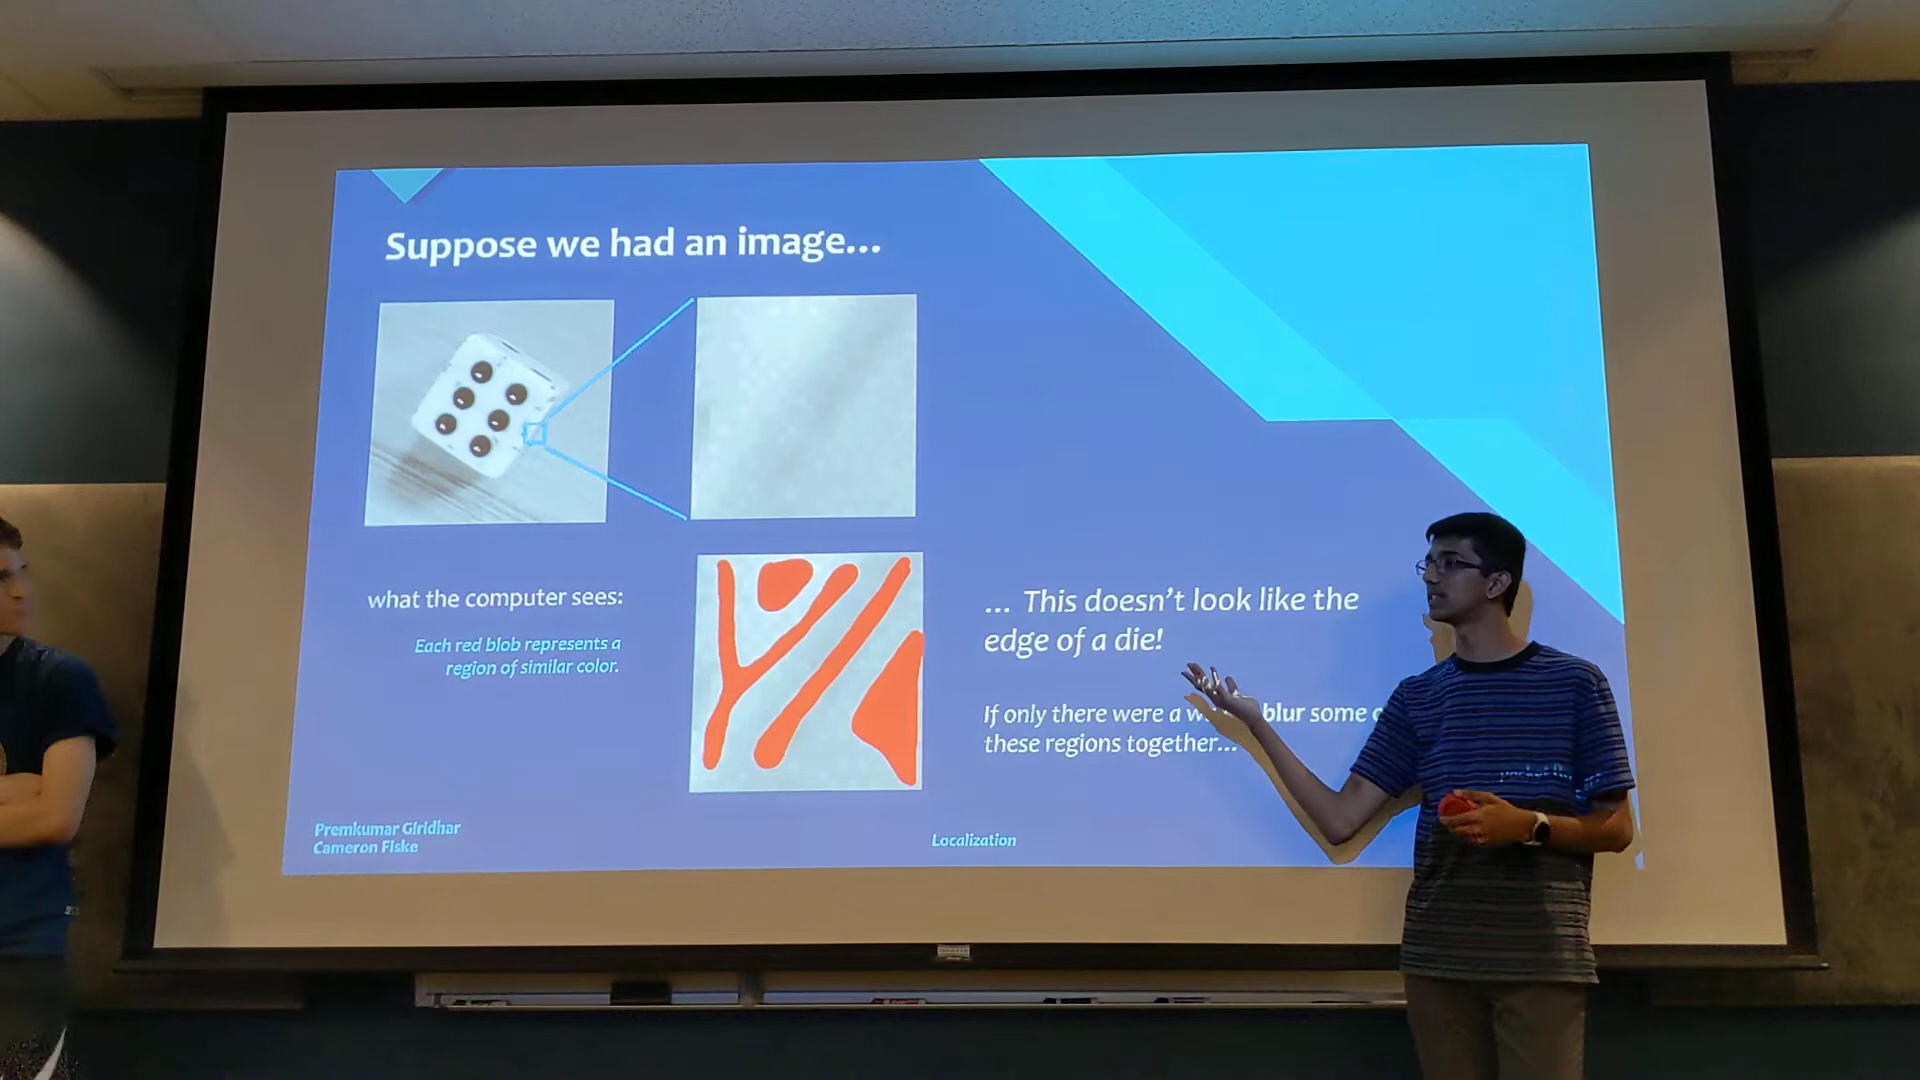 Suppose we had an image...
what the computer sees:
Each red blob represents a
region of similar color.
... This doesn't look like the
edge of a die!
If only there were a blur some
these regions together...
Premkumar Giridhar
Cameron Fiske
Localization